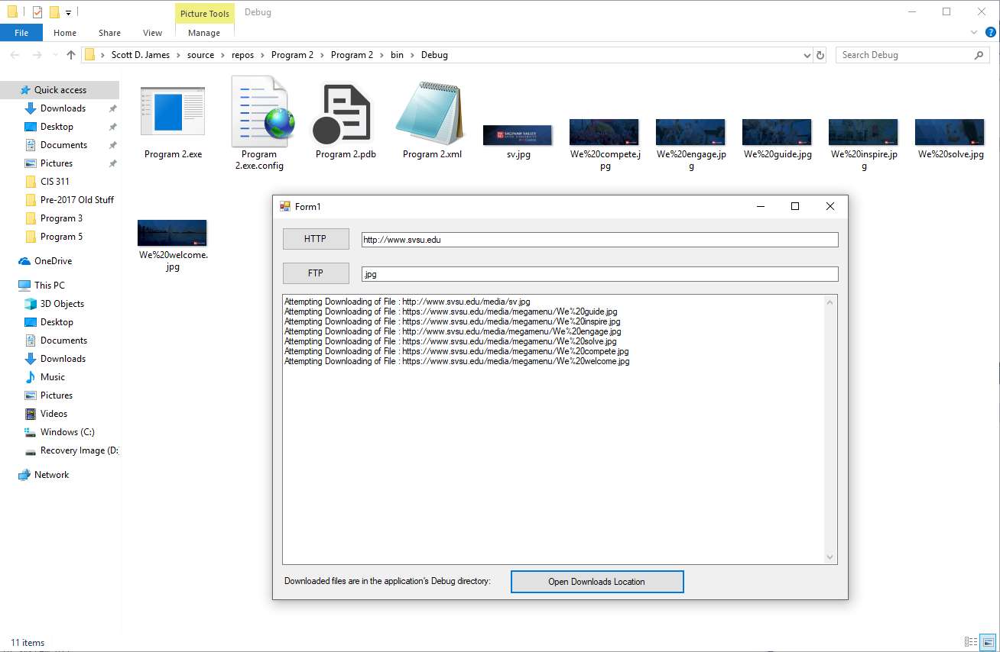 Picture Tools
Debug
File
Home
Share
View
Manage
Scott D. James
source
repos
Program 2
Program 2
bin
Debug
Search Debug
Quick access
Downloads
Desktop
Documents
Pictures
CIS 311
Pre-2017 Old Stuff
Program 3
Program 5
OneDrive
This PC
3D Objects
Desktop
Documents
Downloads
Music
Pictures
Videos
Windows (C:)
Recovery Image (D:
Network
Program 2.exe
Program
2.exe.config
Program 2.pdb
Program 2.xml
SAGINAW VALLEY
sv.jpg
We%20compete.j
pg
We%20engage.jp
g
We%20guide.jpg
We%20inspire.jp
g
We%20solve.jpg
We%20welcome.
jpg
Form1
HTTP
http://www.svsu.edu
FTP
.jpg
Attempting Downloading of File : http://www.svsu.edu/media/sv.jpg
Attempting Downloading of File : https://www.svsu.edu/media/megamenu/We%20guide.jpg
Attempting Downloading of File : https://www.svsu.edu/media/megamenu/We%20inspire.jpg
Attempting Downloading of File : http://www.svsu.edu/media/megamenu/We%20engage.jpg
Attempting Downloading of File : https://www.svsu.edu/media/megamenu/We%20solve.jpg
Attempting Downloading of File : https://www.svsu.edu/media/megamenu/We%20compete.jpg
Attempting Downloading of File : https://www.svsu.edu/media/megamenu/We%20welcome.jpg
Downloaded files are in the application's Debug directory:
Open Downloads Location
11 items